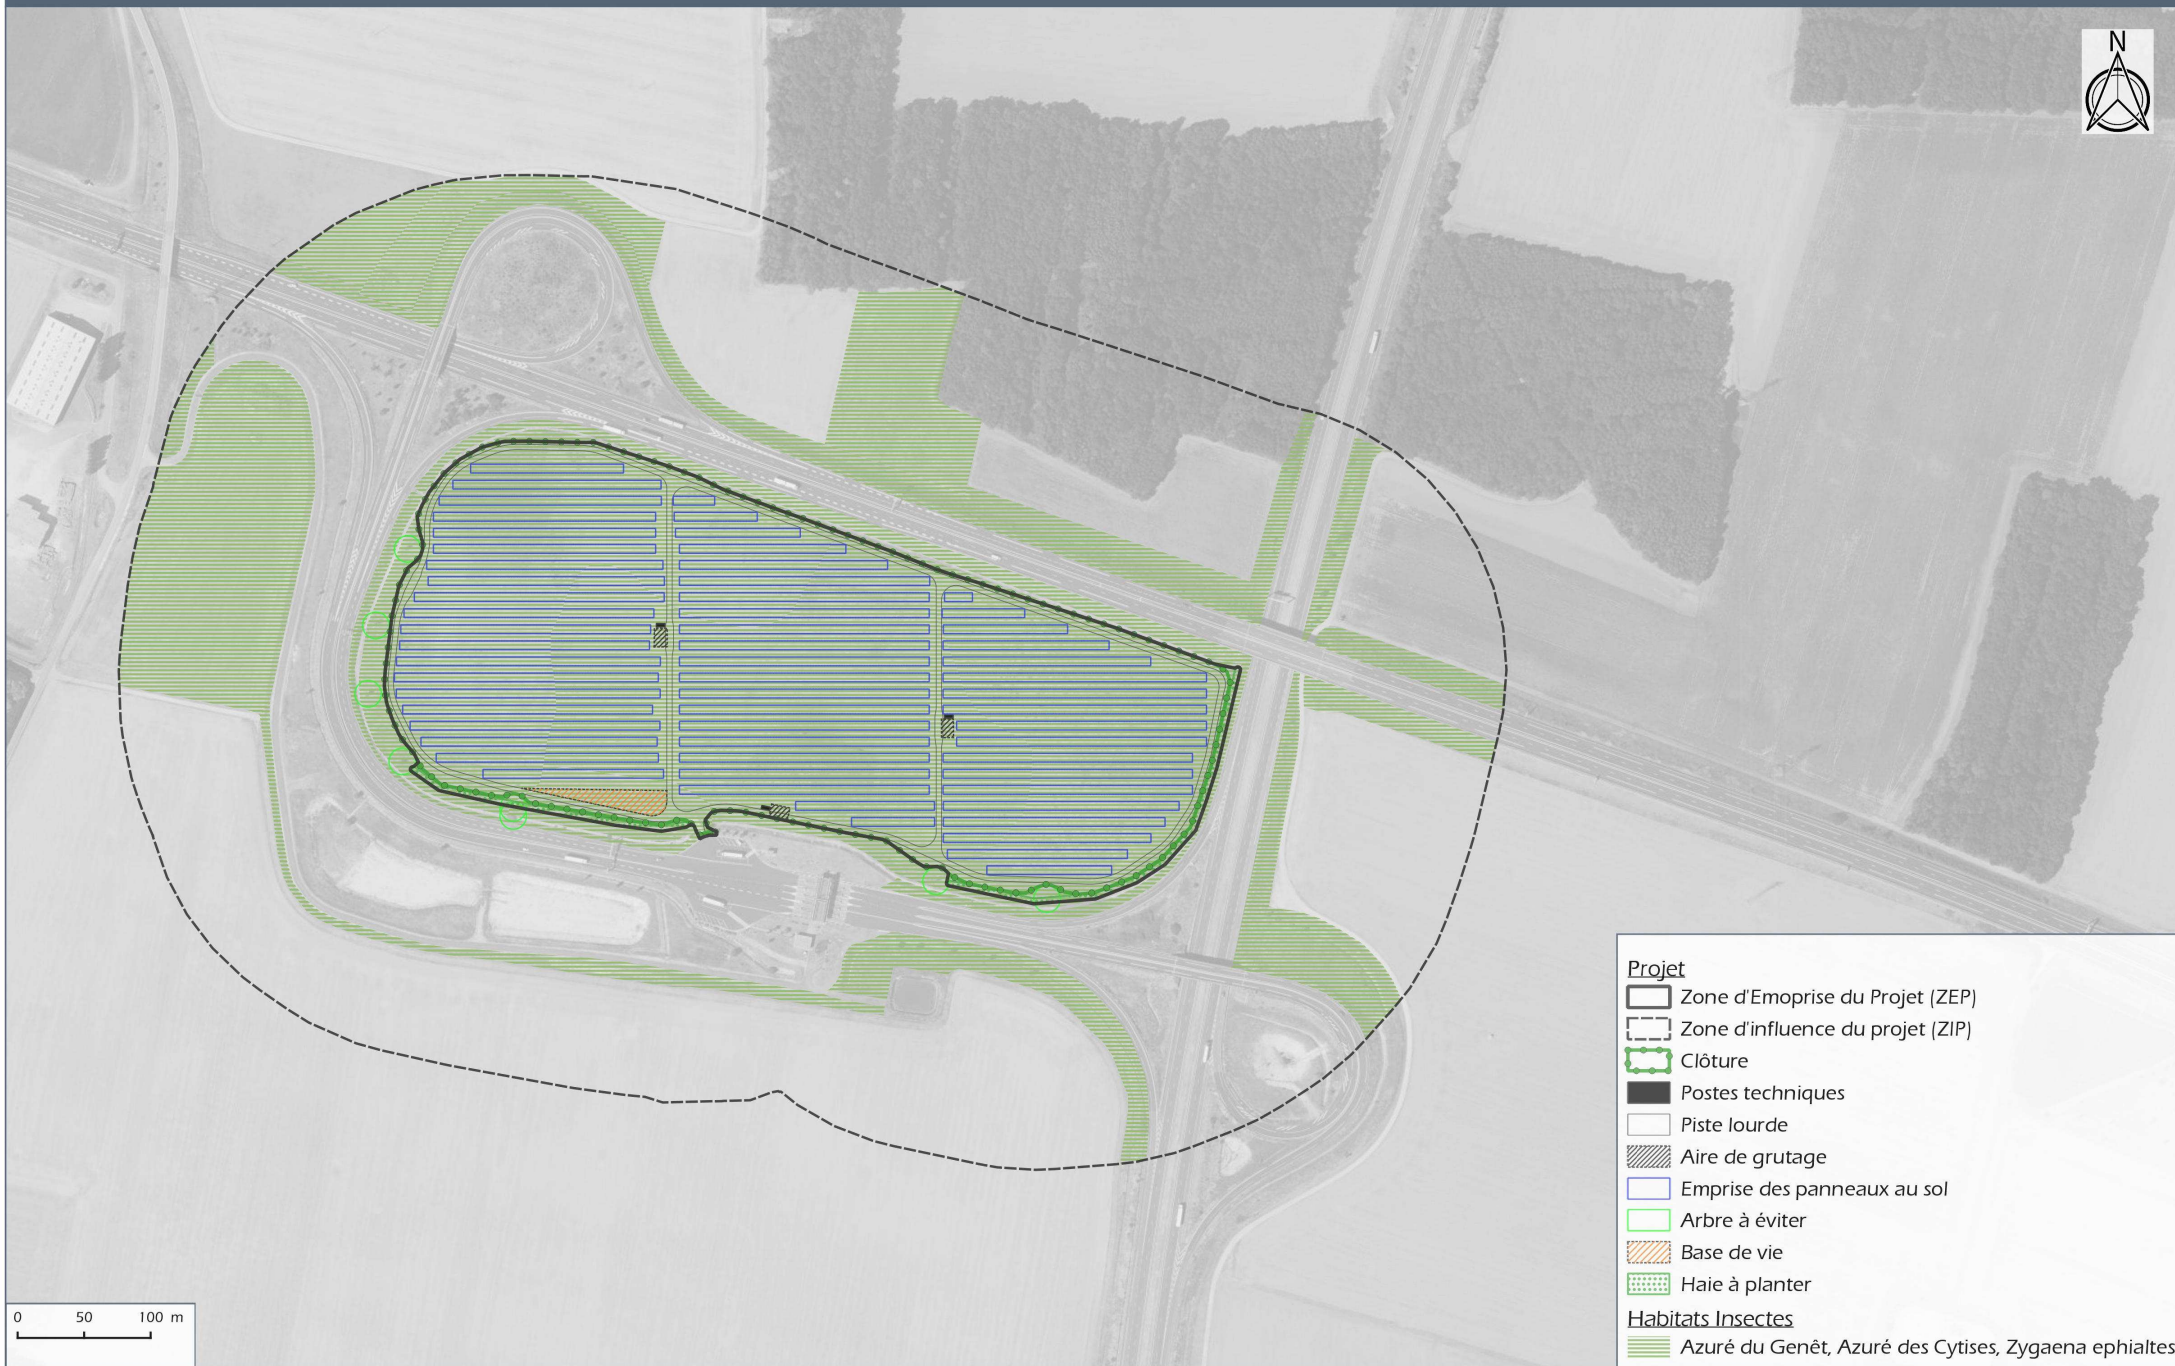 N
Projet
Zone d'Emoprise du Projet (ZEP)
Zone d'influence du projet (ZIP)
Clôture
Postes techniques
Piste lourde
Aire de grutage
Emprise des panneaux au sol
Arbre à éviter
Base de vie
Haie à planter
Habitats Insectes
Azuré du Genêt, Azuré des Cytises, Zygaena ephialtes
0 50 100 m